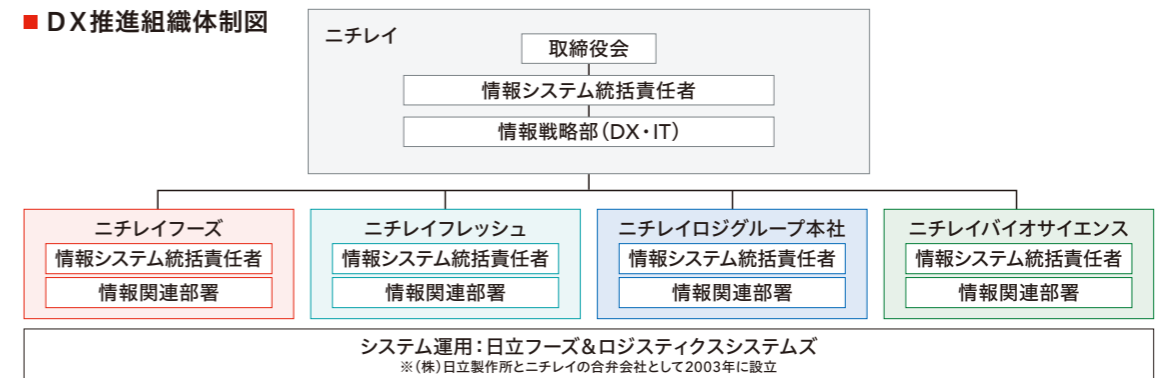 ■ DX推進組織体制図
ニチレイ
取締役会
情報システム統括責任者
情報戦略部(DX・IT)
ニチレイフーズ
情報システム統括責任者
情報関連部署
ニチレイフレッシュ
情報システム統括責任者
情報関連部署
ニチレイロジグループ本社
情報システム統括責任者
情報関連部署
ニチレイバイオサイエンス
情報システム統括責任者
情報関連部署
システム運用:日立フーズ&ロジスティクスシステムズ
※(株)日立製作所とニチレイの合弁会社として2003年に設立